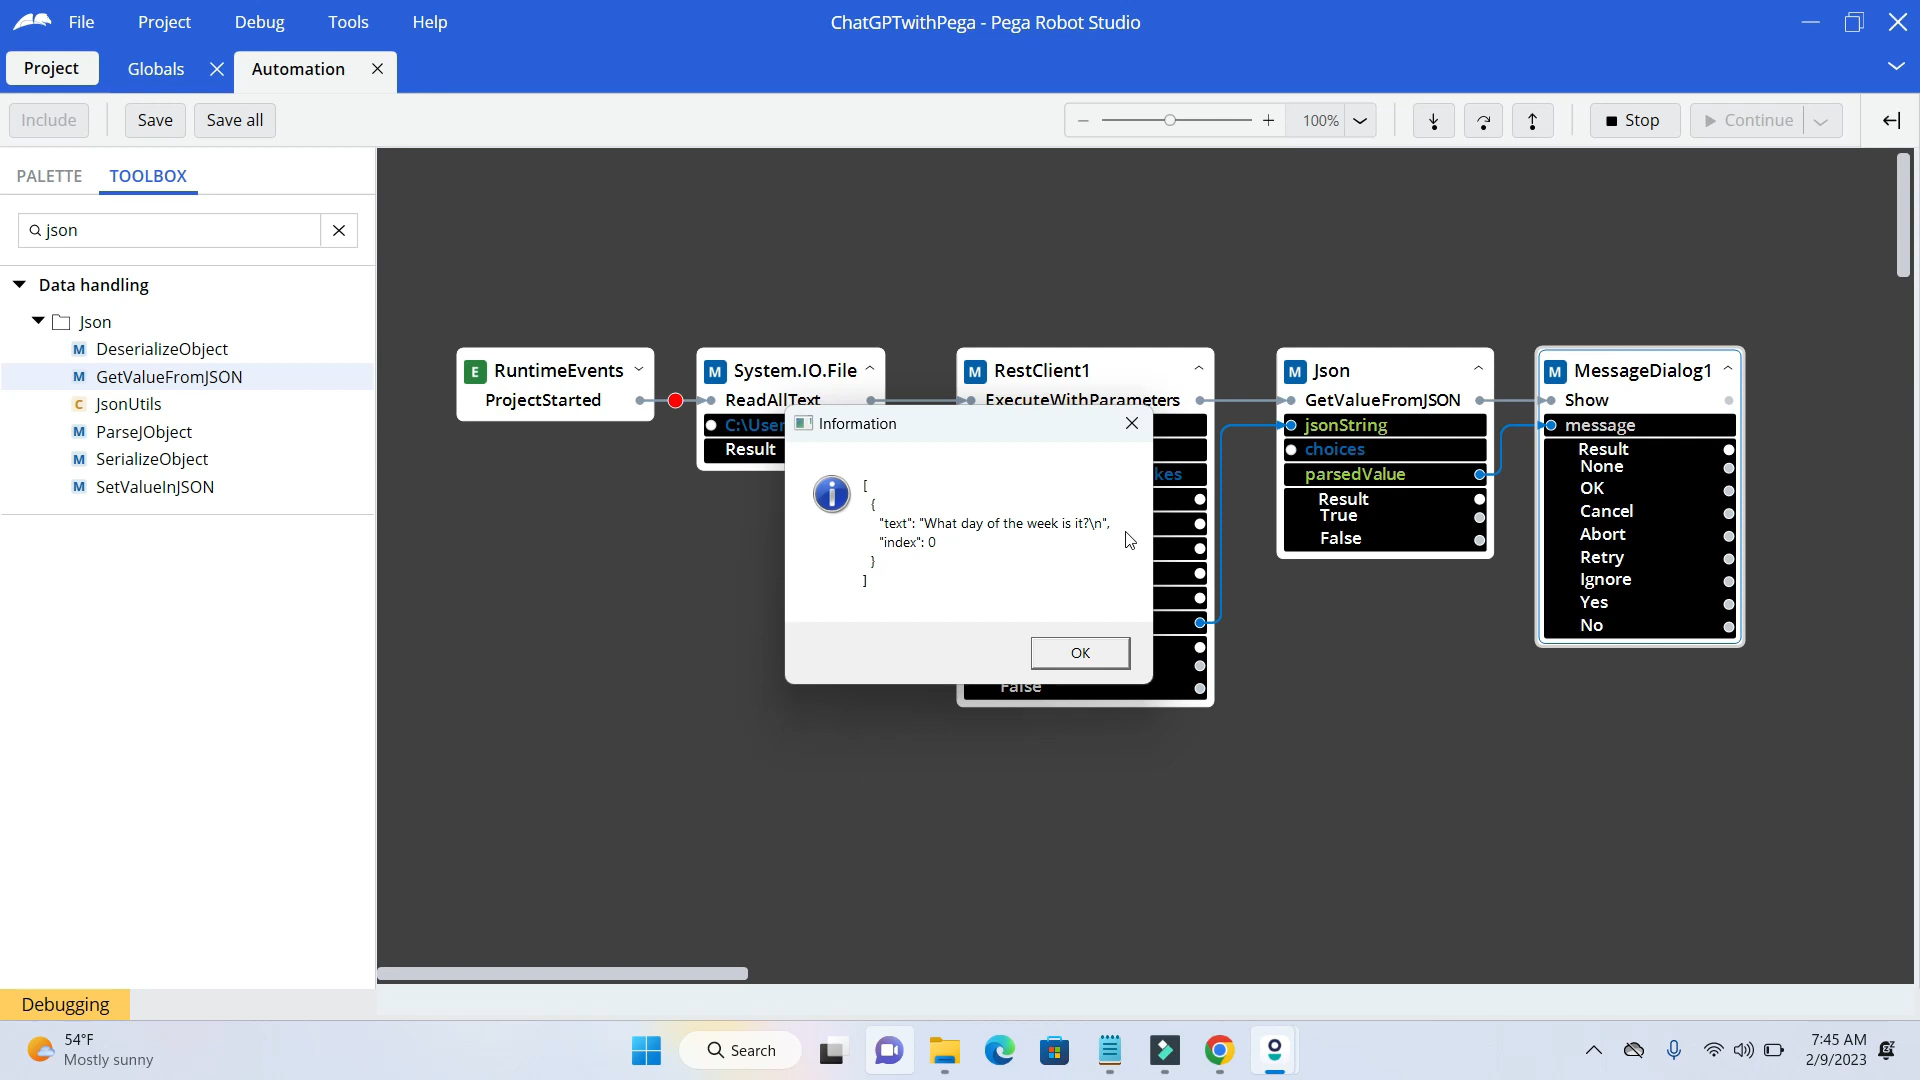 File Project Debug Tools Help ChatGPTwithPega - Pega Robot Studio
Project Globals Automation
Include Save Save all 100% Stop Continue
PALETTE TOOLBOX
json
Data handling
Json
M DeserializeObject
M GetValueFromJSON
C JsonUtils
M ParseJObject
M SerializeObject
M SetValueInJSON
E RuntimeEvents
ProjectStarted
M System.IO.File
ReadAllText
C:\User
Result
M RestClient1
ExecuteWithParameters
kes
False
M Json
GetValueFromJSON
jsonString
choices
parsedValue
Result
True
False
M MessageDialog1
Show
message
Result
None
OK
Cancel
Abort
Retry
Ignore
Yes
No
Information
[
{
"text": "What day of the week is it?\n",
"index": 0
}
]
OK
Debugging
54°F
Mostly sunny
Search
7:45 AM
2/9/2023